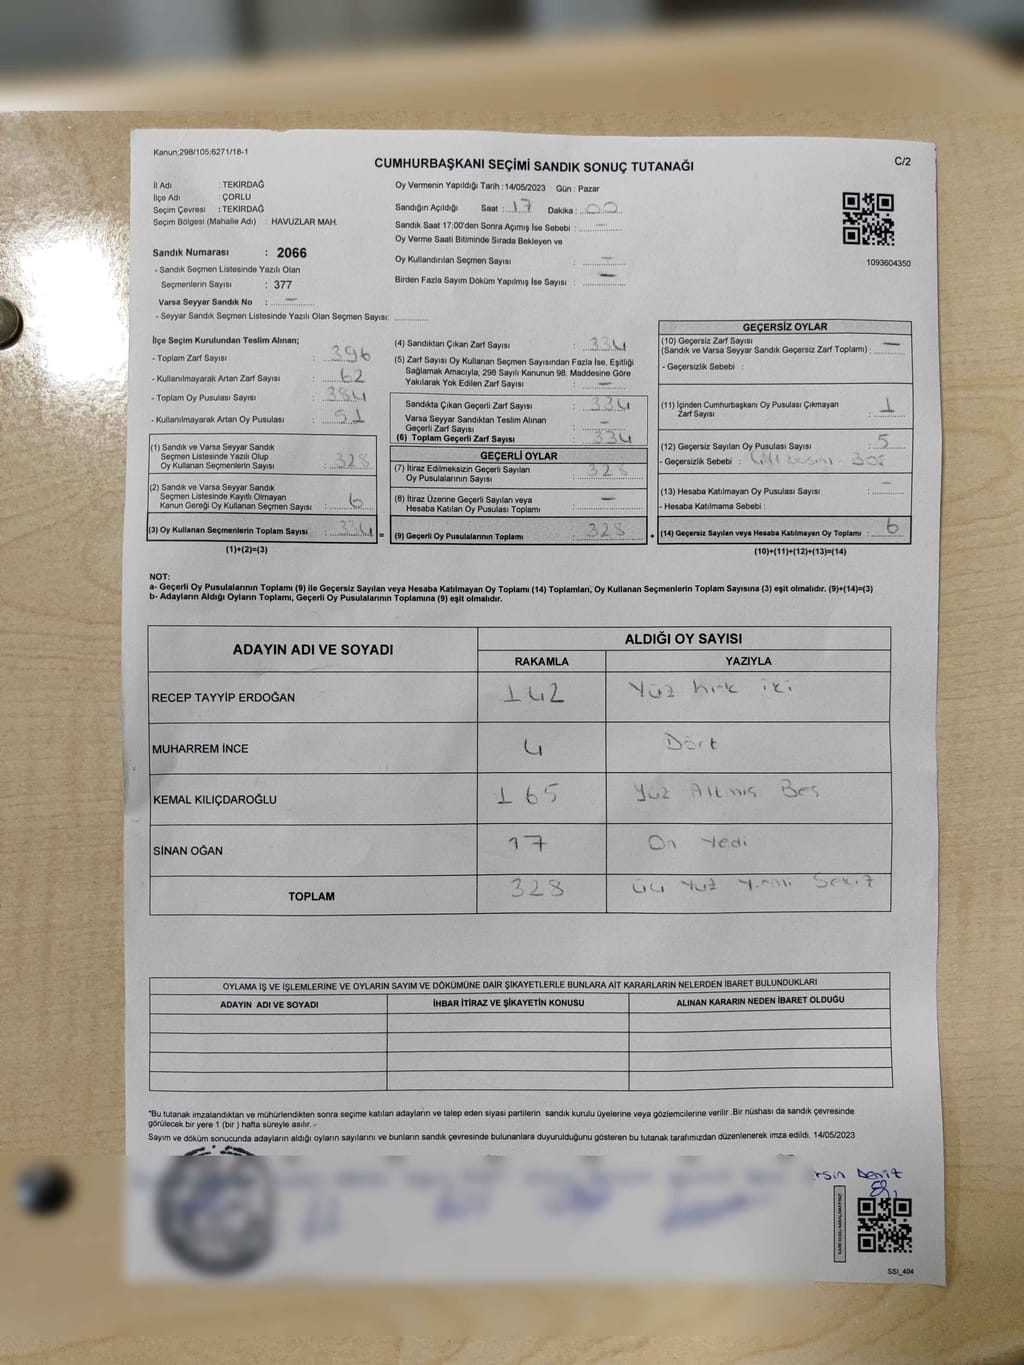 Kanun;298/105;6271/18-1
CUMHURBAŞKANI SEÇİMİ SANDIK SONUÇ TUTANAĞI
C/2
İl Adı : TEKİRDAĞ
İlçe Adı : ÇORLU
Seçim Çevresi : TEKİRDAĞ
Seçim Bölgesi (Mahalle Adı) : HAVUZLAR MAH.
Oy Vermenin Yapıldığı Tarih : 14/05/2023 Gün : Pazar
Sandığın Açıldığı Saat : 17 Dakika : 00
Sandık Saat 17:00'den Sonra Açımış İse Sebebi : —
Oy Verme Saati Bitiminde Sırada Bekleyen ve
Oy Kullandırılan Seçmen Sayısı : —
Birden Fazla Sayım Döküm Yapılmış İse Sayısı : —
1093604350
Sandık Numarası : 2066
- Sandık Seçmen Listesinde Yazılı Olan
Seçmenlerin Sayısı : 377
Varsa Seyyar Sandık No : —
- Seyyar Sandık Seçmen Listesinde Yazılı Olan Seçmen Sayısı:
İlçe Seçim Kurulundan Teslim Alınan;
- Toplam Zarf Sayısı : 396
- Kullanılmayarak Artan Zarf Sayısı : 62
- Toplam Oy Pusulası Sayısı : 384
- Kullanılmayarak Artan Oy Pusulası : 51
(1) Sandık ve Varsa Seyyar Sandık
Seçmen Listesinde Yazılı Olup
Oy Kullanan Seçmenlerin Sayısı : 328
(2) Sandık ve Varsa Seyyar Sandık
Seçmen Listesinde Kayıtlı Olmayan
Kanun Gereği Oy Kullanan Seçmen Sayısı : 6
(3) Oy Kullanan Seçmenlerin Toplam Sayısı : 334 =
(1)+(2)=(3)
(4) Sandıktan Çıkan Zarf Sayısı : 334
(5) Zarf Sayısı Oy Kullanan Seçmen Sayısından Fazla İse, Eşitliği
Sağlamak Amacıyla; 298 Sayılı Kanunun 98. Maddesine Göre
Yakılarak Yok Edilen Zarf Sayısı : —
Sandıkta Çıkan Geçerli Zarf Sayısı : 334
Varsa Seyyar Sandıktan Teslim Alınan
Geçerli Zarf Sayısı : —
(6) Toplam Geçerli Zarf Sayısı : 334
GEÇERLİ OYLAR
(7) İtiraz Edilmeksizin Geçerli Sayılan
Oy Pusulalarının Sayısı : 328
(8) İtiraz Üzerine Geçerli Sayılan veya
Hesaba Katılan Oy Pusulası Toplamı : —
(9) Geçerli Oy Pusulalarının Toplamı : 328 +
GEÇERSİZ OYLAR
(10) Geçersiz Zarf Sayısı
(Sandık ve Varsa Seyyar Sandık Geçersiz Zarf Toplamı) : —
- Geçersizlik Sebebi :
(11) İçinden Cumhurbaşkanı Oy Pusulası Çıkmayan
Zarf Sayısı : 1
(12) Geçersiz Sayılan Oy Pusulası Sayısı : 5
- Geçersizlik Sebebi : Boş
(13) Hesaba Katılmayan Oy Pusulası Sayısı : —
- Hesaba Katılmama Sebebi :
(14) Geçersiz Sayılan veya Hesaba Katılmayan Oy Toplamı : 6
(10)+(11)+(12)+(13)=(14)
NOT:
a- Geçerli Oy Pusulalarının Toplamı (9) ile Geçersiz Sayılan veya Hesaba Katılmayan Oy Toplamı (14) Toplamları, Oy Kullanan Seçmenlerin Toplam Sayısına (3) eşit olmalıdır. (9)+(14)=(3)
b- Adayların Aldığı Oyların Toplamı, Geçerli Oy Pusulalarının Toplamına (9) eşit olmalıdır.
ADAYIN ADI VE SOYADI ALDIĞI OY SAYISI
RAKAMLA YAZIYLA
RECEP TAYYİP ERDOĞAN 142 Yüz kırk iki
MUHARREM İNCE 4 Dört
KEMAL KILIÇDAROĞLU 165 Yüz Altmış Beş
SİNAN OĞAN 17 On Yedi
TOPLAM 328 üç Yüz Yirmi Sekiz
OYLAMA İŞ VE İŞLEMLERİNE VE OYLARIN SAYIM VE DÖKÜMÜNE DAİR ŞİKAYETLERLE BUNLARA AİT KARARLARIN NELERDEN İBARET BULUNDUKLARI
ADAYIN ADI VE SOYADI İHBAR İTİRAZ VE ŞİKAYETİN KONUSU ALINAN KARARIN NEDEN İBARET OLDUĞU
*Bu tutanak imzalandıktan ve mühürlendikten sonra seçime katılan adayların ve talep eden siyasi partilerin sandık kurulu üyelerine veya gözlemcilerine verilir .Bir nüshası da sandık çevresinde
görülecek bir yere 1 (bir ) hafta süreyle asılır.
Sayım ve döküm sonucunda adayların aldığı oyların sayılarını ve bunların sandık çevresinde bulunanlara duyurulduğunu gösteren bu tutanak tarafımızdan düzenlenerek imza edildi. 14/05/2023
rsin Deniz
SSI_404